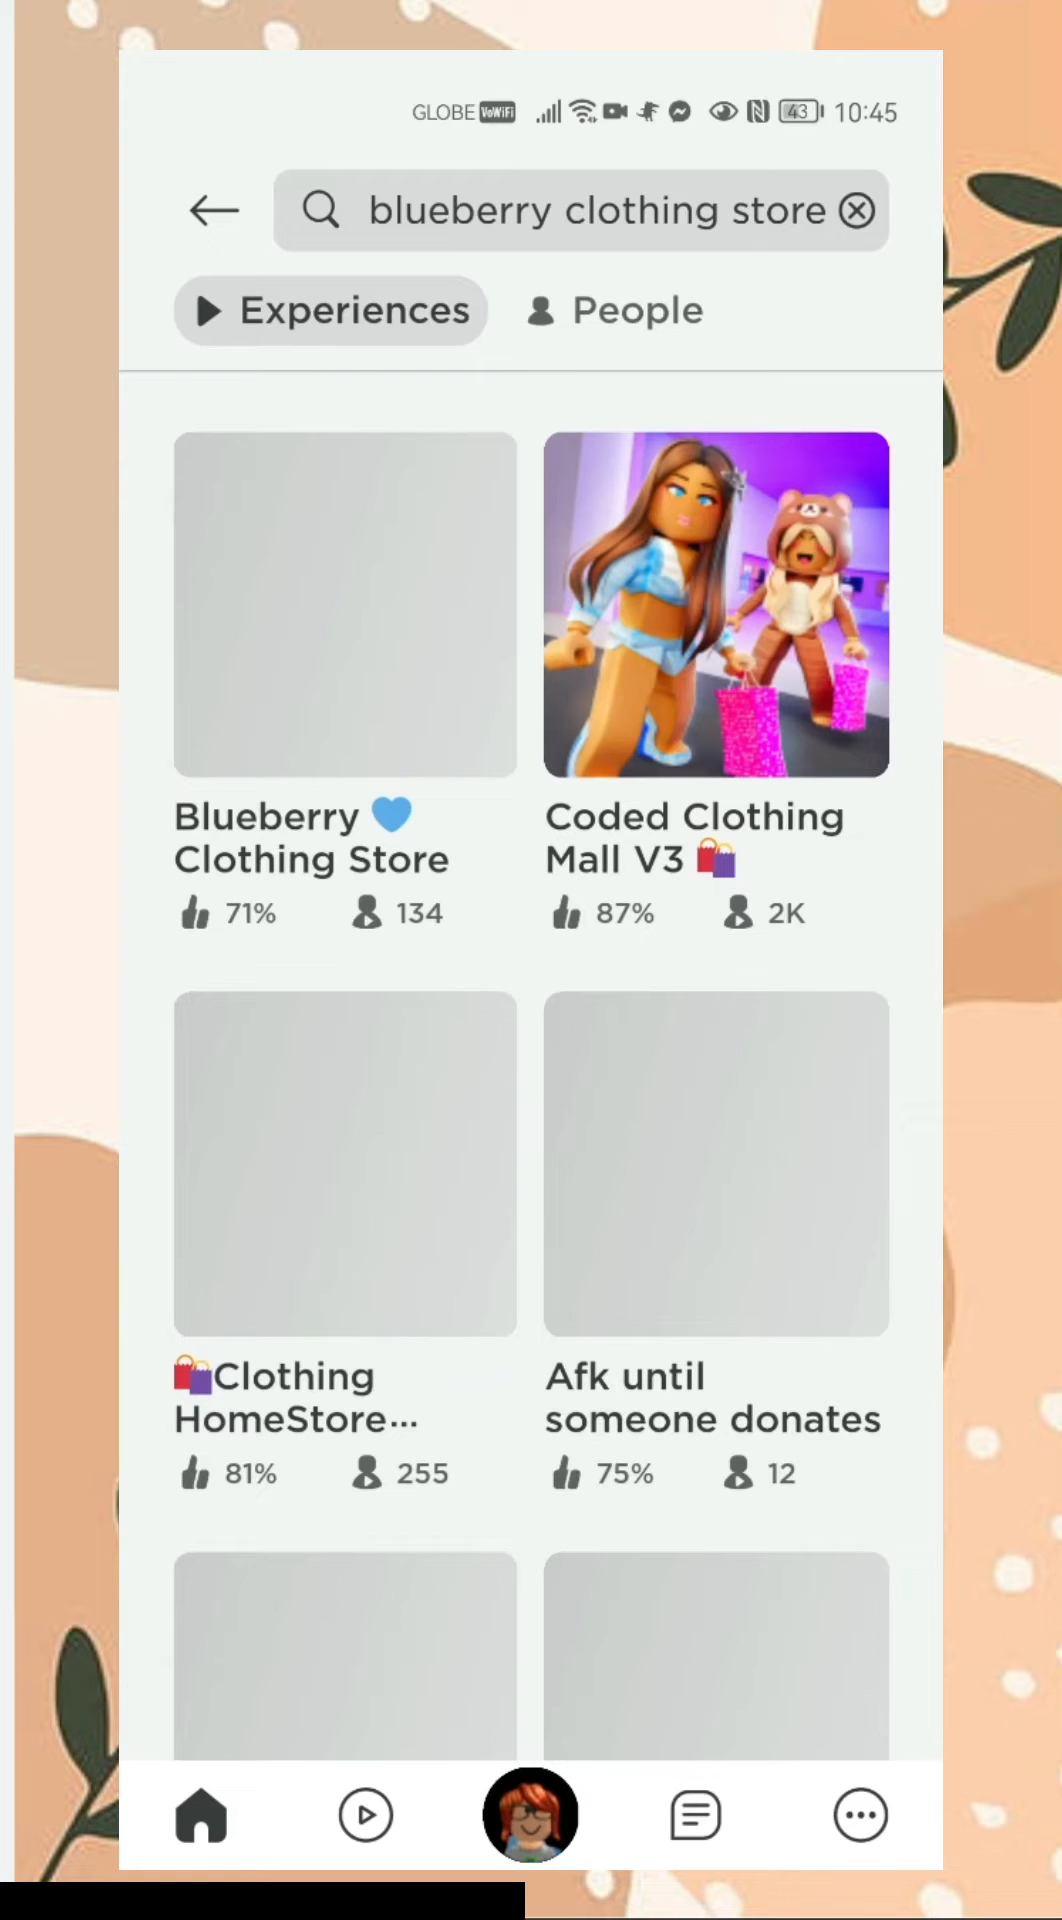 GLOBE VoWiFi 43 10:45
blueberry clothing store
Experiences People
Blueberry 💙
Clothing Store
71% 134
Coded Clothing
Mall V3 🛍️
87% 2K
🛍️Clothing
HomeStore...
81% 255
Afk until
someone donates
75% 12